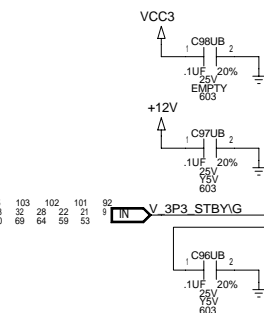 VCC3
C98UB
1 2
.1UF 20%
25V
EMPTY
603
+12V
C97UB
1 2
.1UF 20%
25V
Y5V
603
103 102 101 92
32 28 22 21 9 IN V_3P3_STBY\G
69 64 59 53
C96UB
1 2
.1UF 20%
25V
Y5V
603